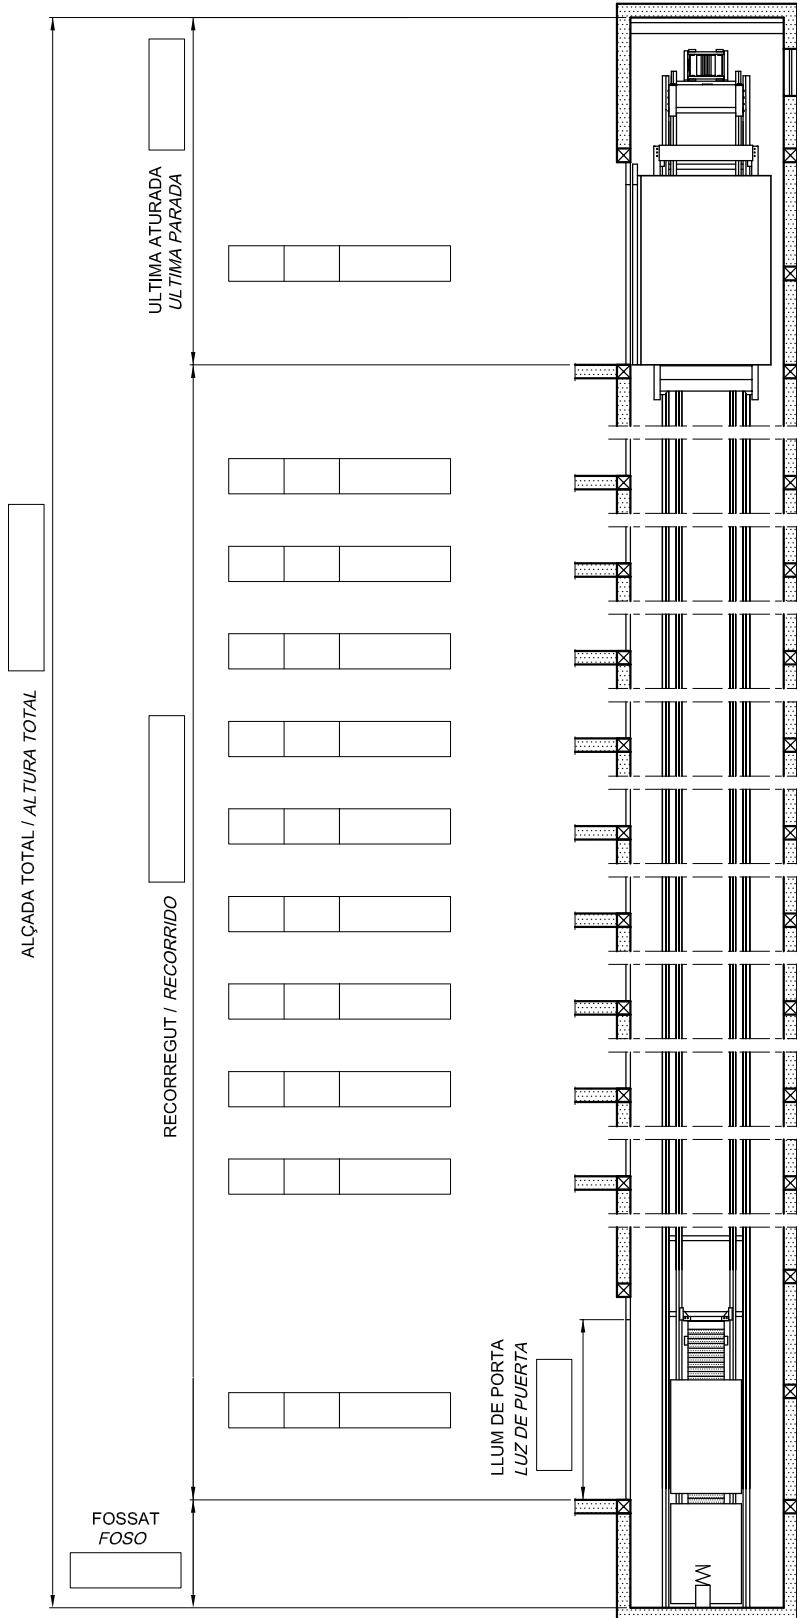 ULTIMA ATURADA
ULTIMA PARADA
ALÇADA TOTAL / ALTURA TOTAL
RECORREGUT / RECORRIDO
LLUM DE PORTA
LUZ DE PUERTA
FOSSAT
FOSO